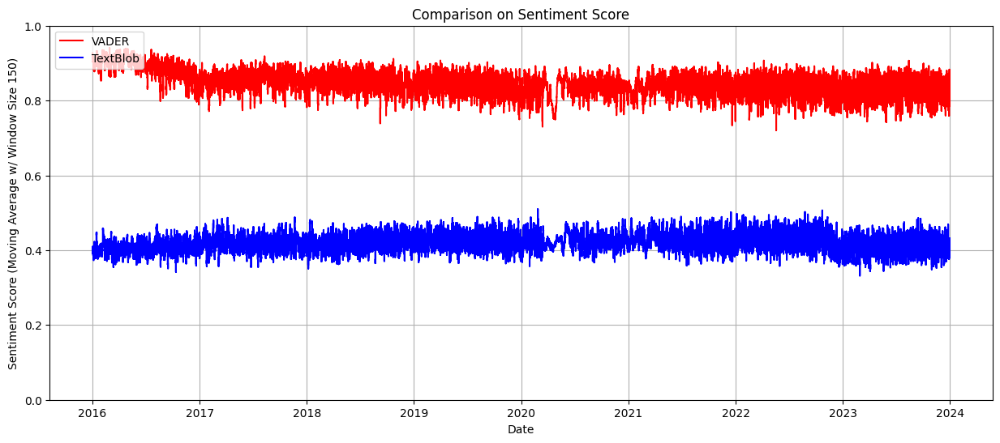 Comparison on Sentiment Score
VADER
TextBlob
Sentiment Score (Moving Average w/ Window Size 150)
1.0
0.8
0.6
0.4
0.2
0.0
2016 2017 2018 2019 2020 2021 2022 2023 2024
Date